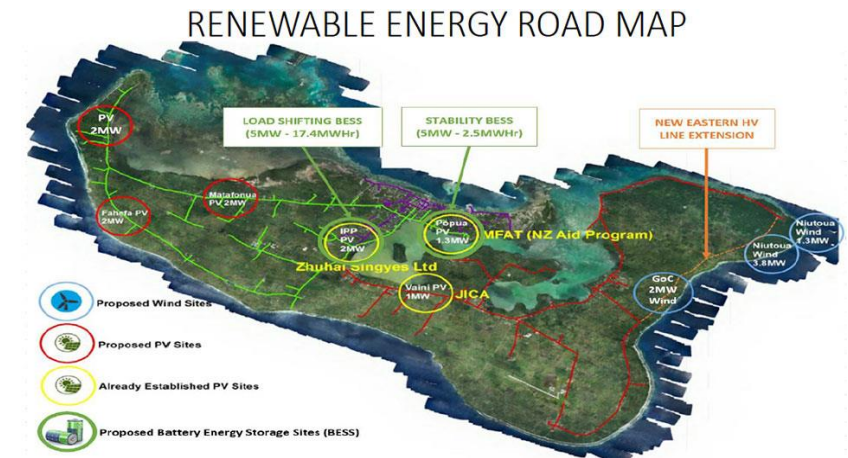 RENEWABLE ENERGY ROAD MAP
LOAD SHIFTING BESS
(5MW - 17.4MWHr)
STABILITY BESS
(5MW - 2.5MWHr)
NEW EASTERN HV
LINE EXTENSION
PV
2MW
Matafonua
PV 2MW
Fahefa PV
2MW
IPP
PV
2MW
Zhuhai Singyes Ltd
Popua
PV
1.3MW
MFAT (NZ Aid Program)
Vaini PV
1MW
JICA
GoC
2MW
Wind
Niutoua
Wind
3.8MW
Niutoua
Wind -
1.3MW
Proposed Wind Sites
Proposed PV Sites
Already Established PV Sites
Proposed Battery Energy Storage Sites (BESS)